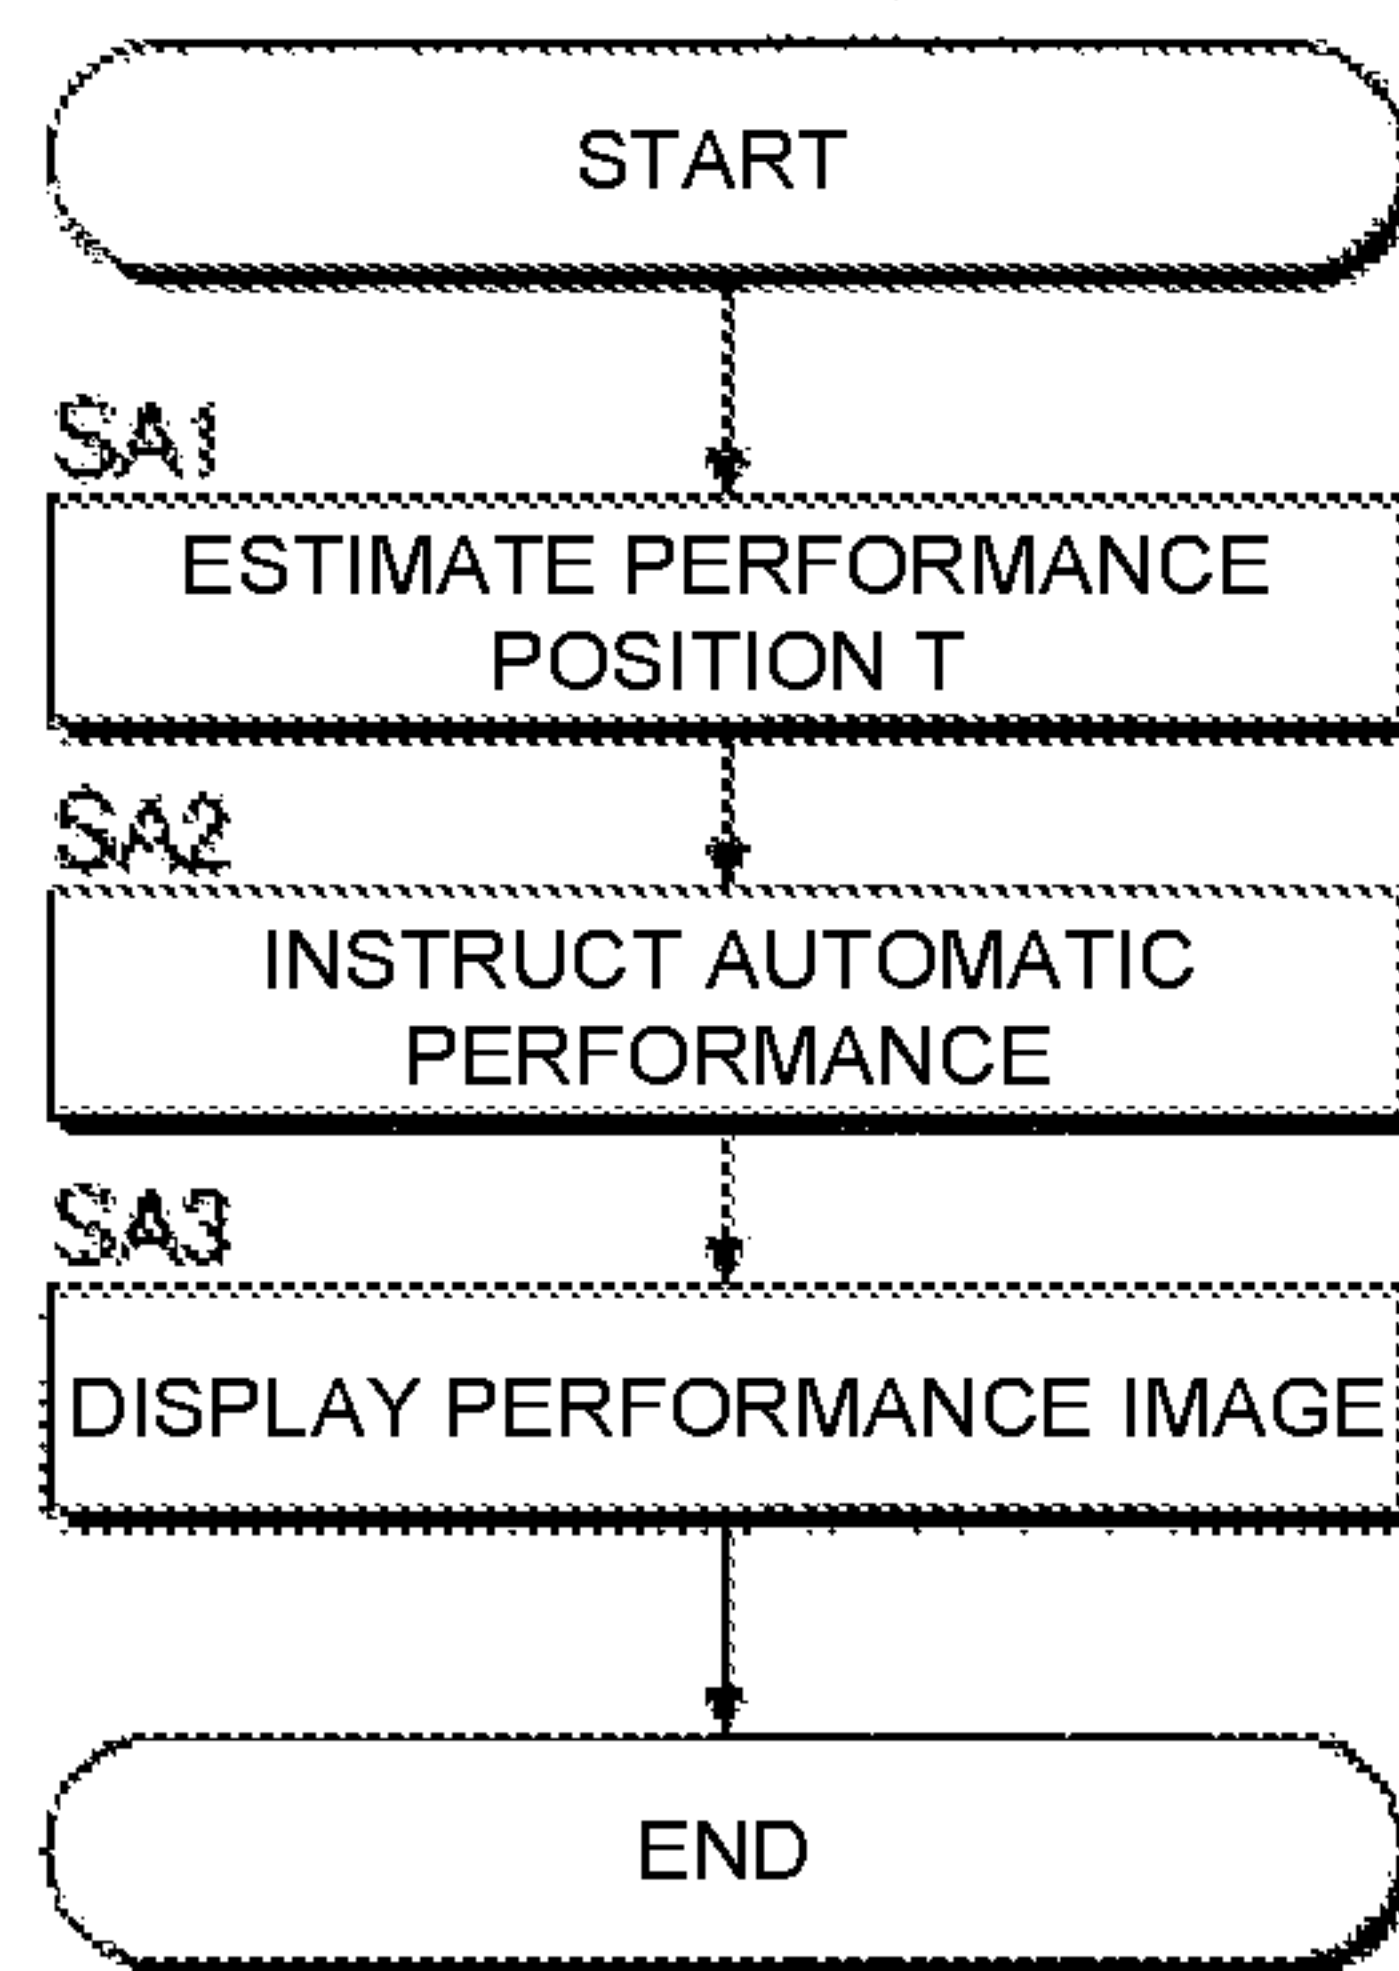 START
SA1
ESTIMATE PERFORMANCE
POSITION T
SA2
INSTRUCT AUTOMATIC
PERFORMANCE
SA3
DISPLAY PERFORMANCE IMAGE
END